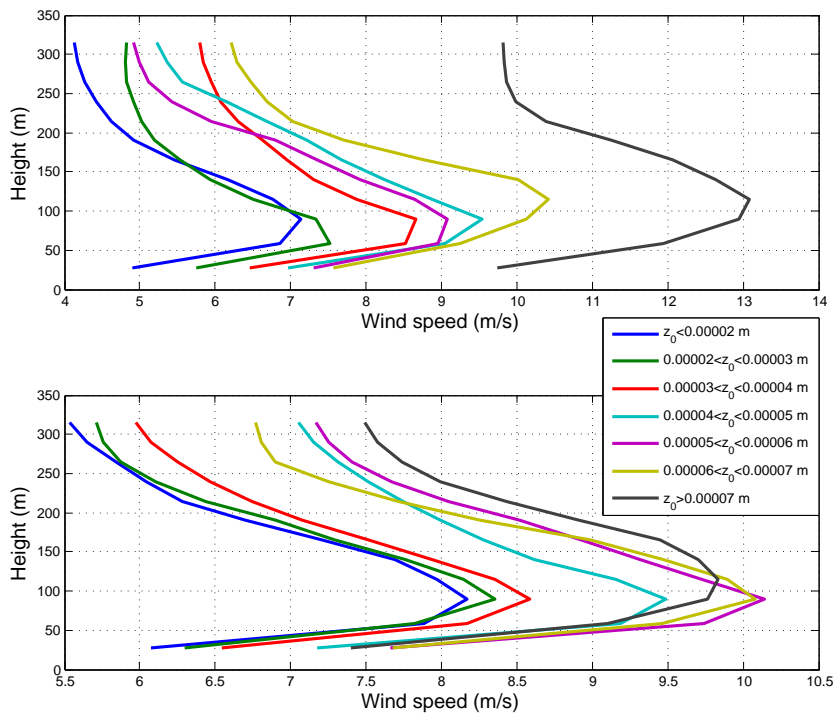 350
300
250
200
150
100
50
0
Height (m)
4 5 6 7 8 9 10 11 12 13 14
Wind speed (m/s)
z0<0.00002 m
0.00002<z0<0.00003 m
0.00003<z0<0.00004 m
0.00004<z0<0.00005 m
0.00005<z0<0.00006 m
0.00006<z0<0.00007 m
z0>0.00007 m
350
300
250
200
150
100
50
0
Height (m)
5.5 6 6.5 7 7.5 8 8.5 9 9.5 10 10.5
Wind speed (m/s)